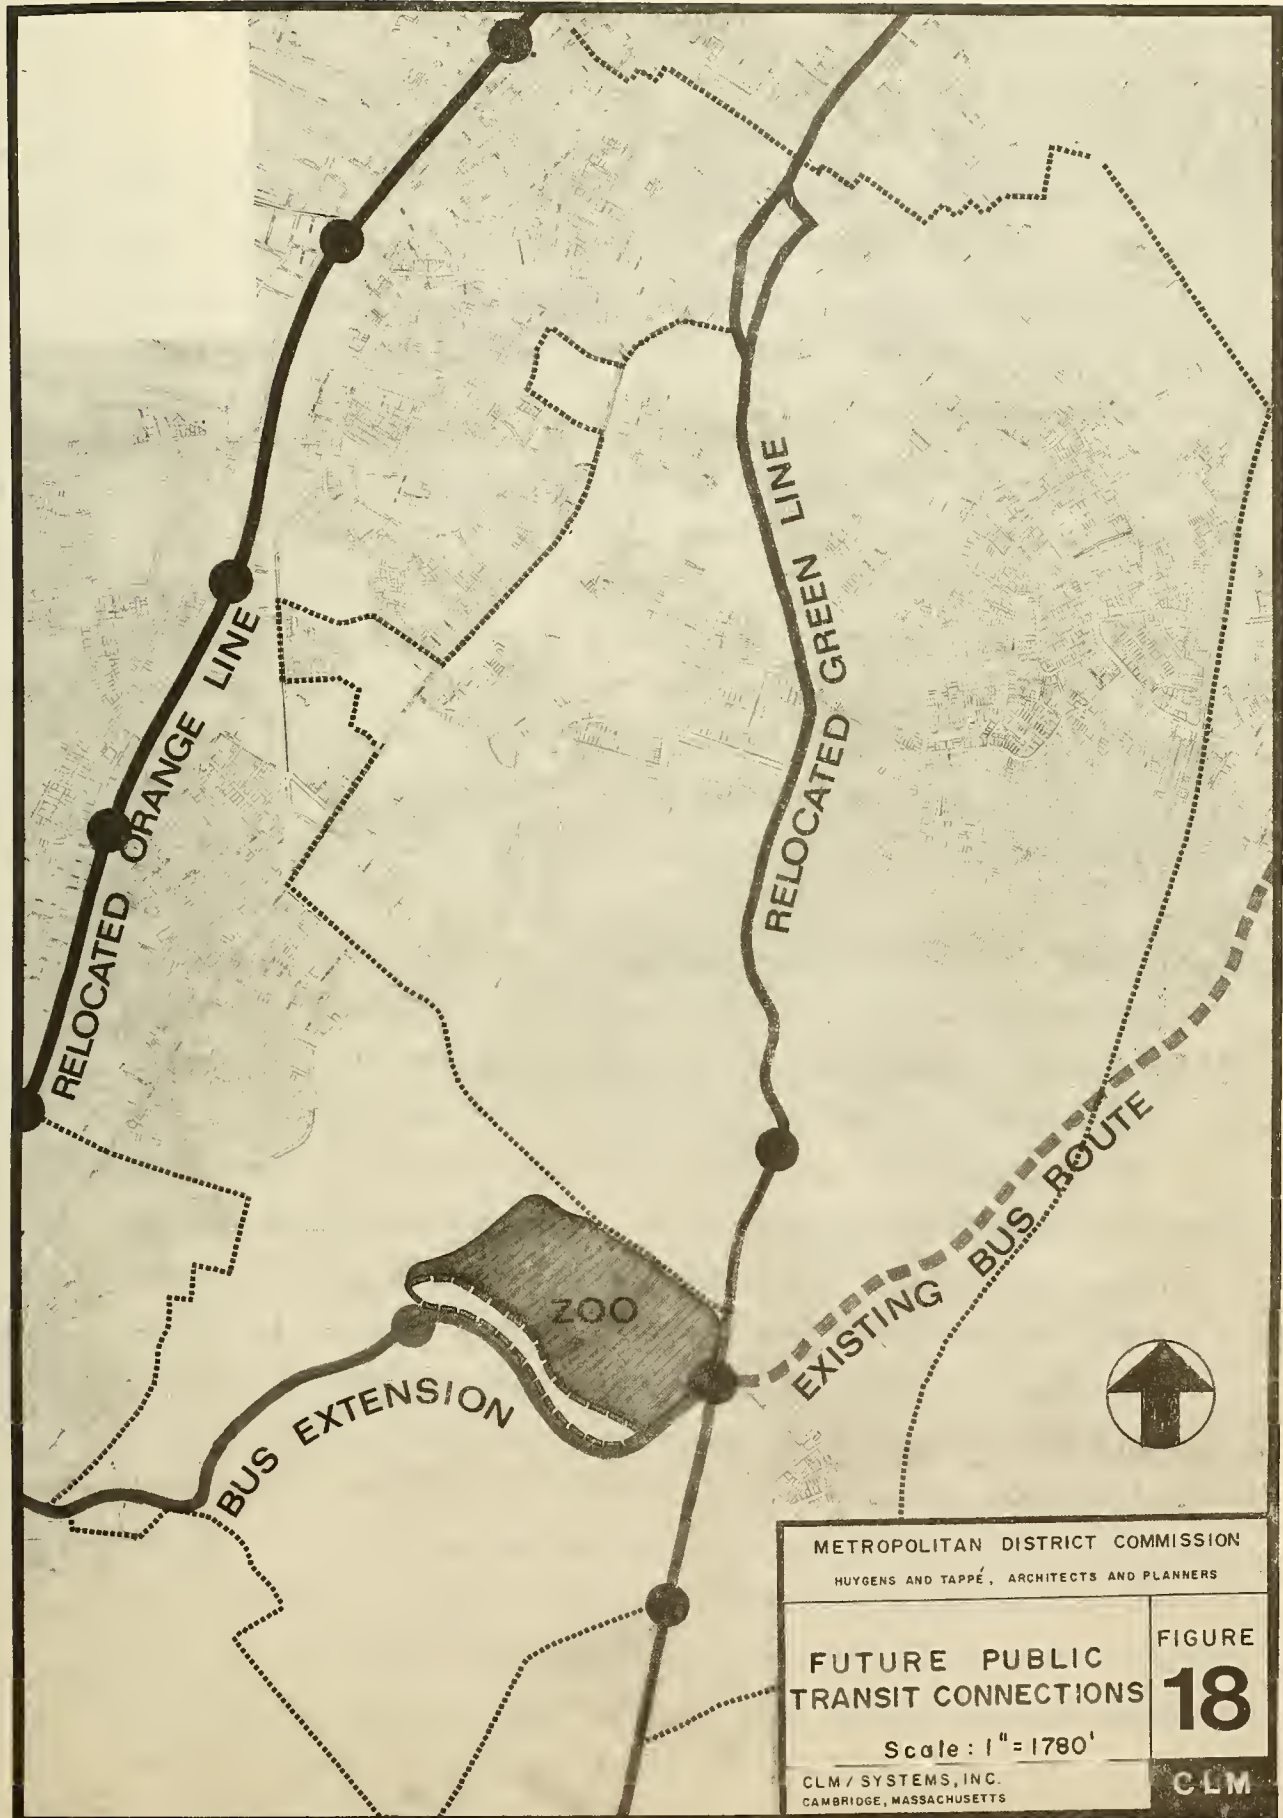 RELOCATED ORANGE LINE
RELOCATED GREEN LINE
ZOO
BUS EXTENSION
EXISTING BUS ROUTE
METROPOLITAN DISTRICT COMMISSION
HUYGENS AND TAPPÉ, ARCHITECTS AND PLANNERS
FUTURE PUBLIC
TRANSIT CONNECTIONS
Scale: 1" = 1780'
FIGURE
18
CLM / SYSTEMS, INC.
CAMBRIDGE, MASSACHUSETTS
CLM